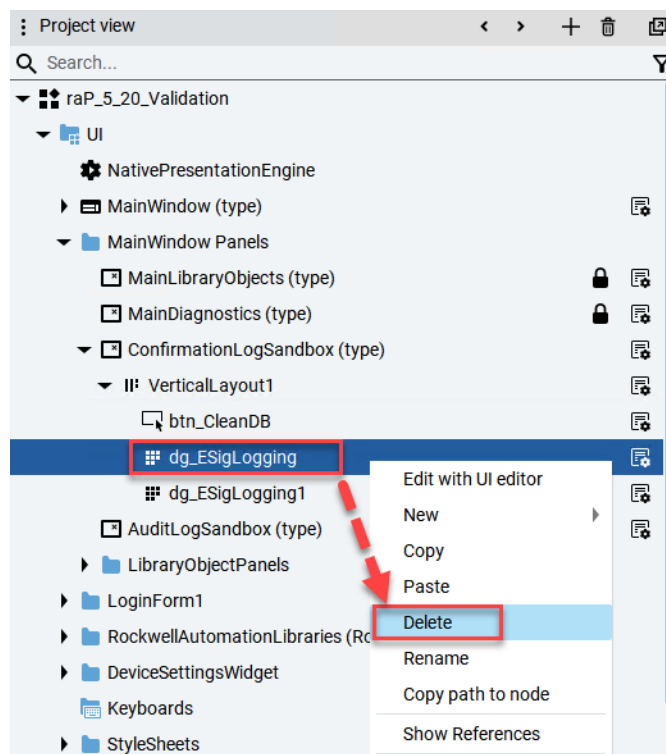 Project view
Search...
raP_5_20_Validation
UI
NativePresentationEngine
MainWindow (type)
MainWindow Panels
MainLibraryObjects (type)
MainDiagnostics (type)
ConfirmationLogSandbox (type)
VerticalLayout1
btn_CleanDB
dg_ESigLogging
dg_ESigLogging1
AuditLogSandbox (type)
LibraryObjectPanels
LoginForm1
RockwellAutomationLibraries (Ro
DeviceSettingsWidget
Keyboards
StyleSheets
Edit with UI editor
New
Copy
Paste
Delete
Rename
Copy path to node
Show References